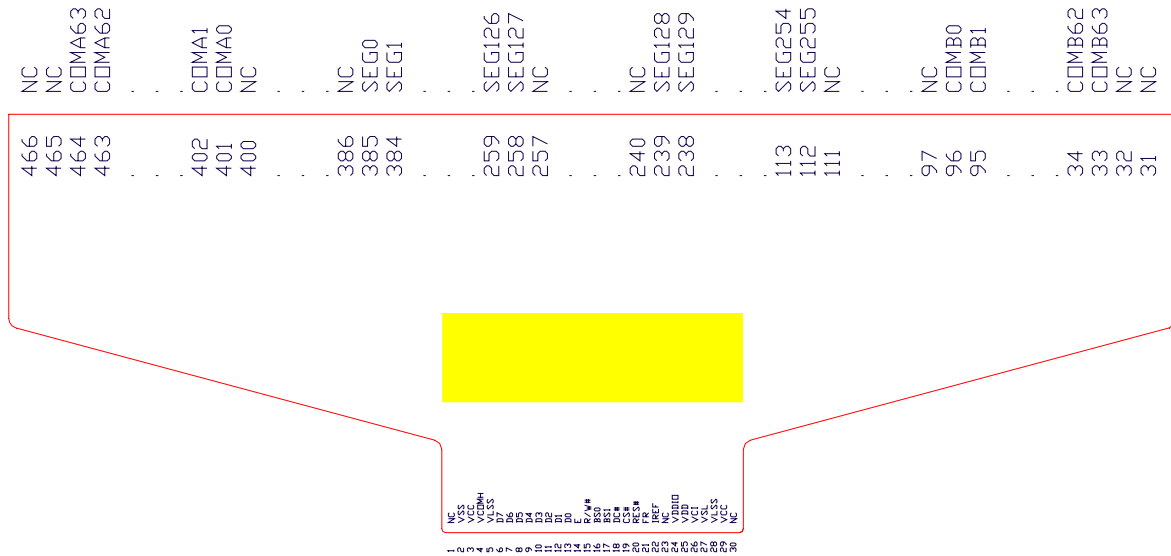 466 NC
465 NC
464 COMA63
463 COMA62
. .
. .
. .
402 COMA1
401 COMA0
400 NC
. .
. .
. .
386 NC
385 SEG0
384 SEG1
. .
. .
. .
259 SEG126
258 SEG127
257 NC
. .
. .
. .
240 NC
239 SEG128
238 SEG129
. .
. .
. .
113 SEG254
112 SEG255
111 NC
. .
. .
. .
97 NC
96 COMB0
95 COMB1
. .
. .
. .
34 COMB62
33 COMB63
32 NC
31 NC
1 NC
2 VSS
3 VCC
4 VCOMH
5 VLSS
6 D7
7 D6
8 D5
9 D4
10 D3
11 D2
12 D1
13 D0
14 E
15 R/W#
16 BS0
17 BS1
18 DC#
19 CS#
20 RES#
21 FR
22 IREF
23 NC
24 VDDIO
25 VDD
26 VCI
27 VSL
28 VLSS
29 VCC
30 NC